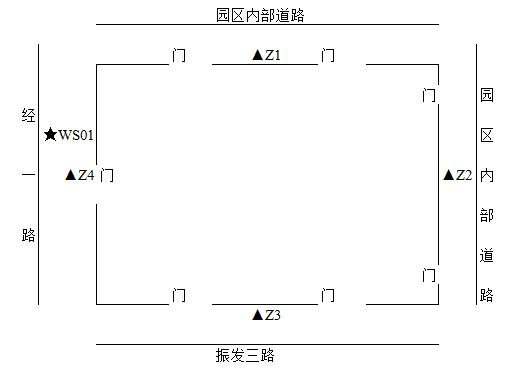 园区内部道路
门 ▲Z1 门
门
经一路
园区内部道路
★WS01
▲Z4 门
▲Z2
门
门 门
▲Z3
振发三路